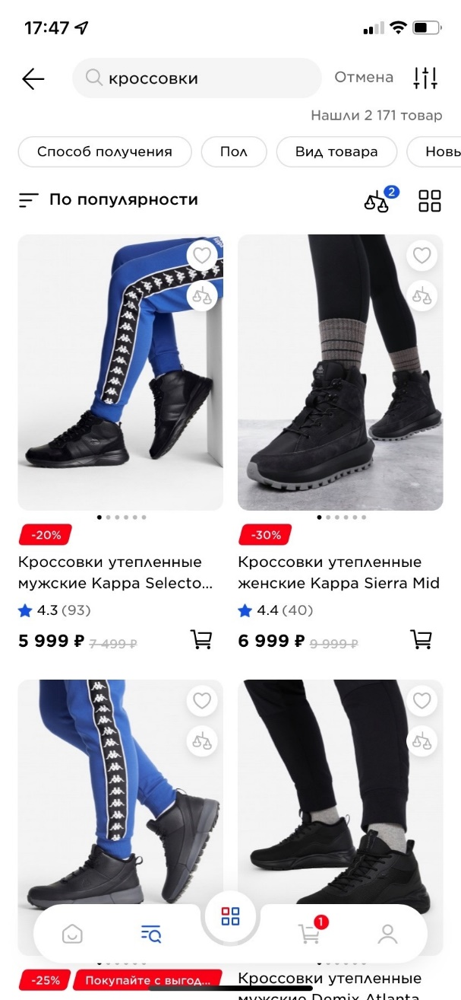 17:47
кроссовки
Отмена
Нашли 2 171 товар
Способ получения
Пол
Вид товара
Новы
По популярности
2
-20%
-30%
Кроссовки утепленные
мужские Kappa Selecto...
Кроссовки утепленные
женские Kappa Sierra Mid
4.3 (93)
4.4 (40)
5 999 ₽ 7 499 ₽
6 999 ₽ 9 999 ₽
1
-25%
Покупайте с выгод...
Кроссовки утепленные
мужские Demix Atlanta